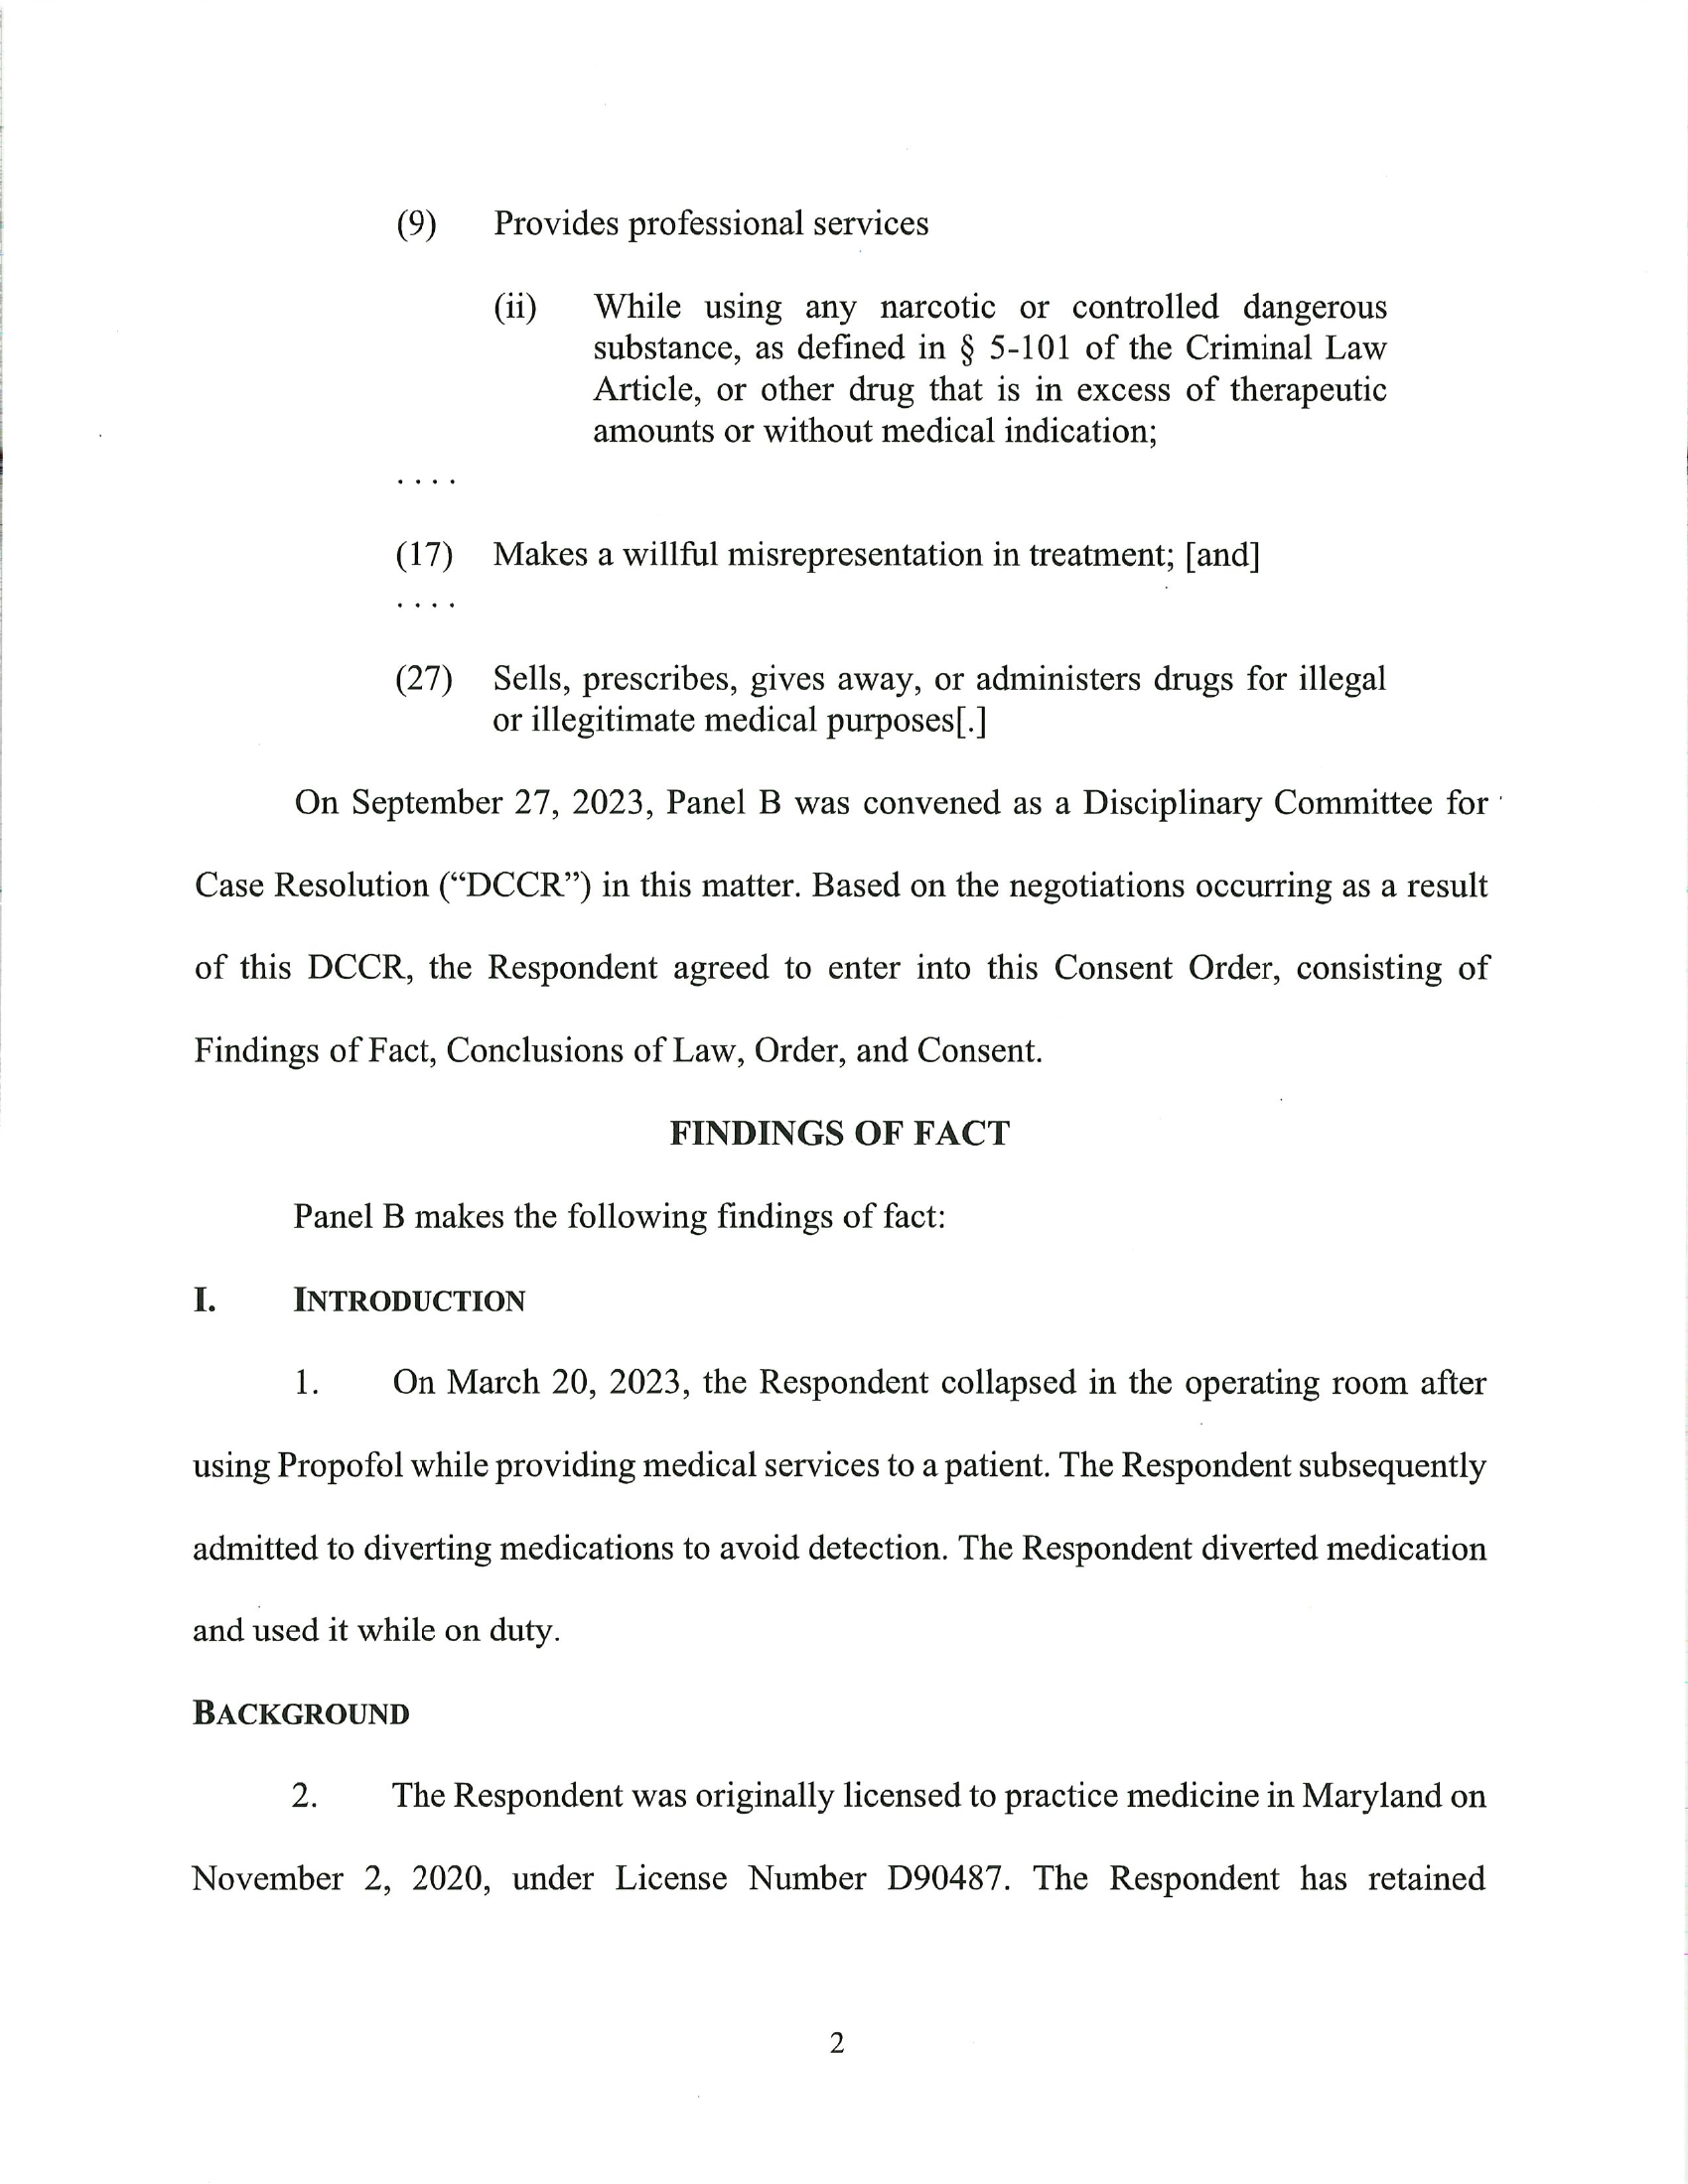 (9) Provides professional services
(ii) While using any narcotic or controlled dangerous
substance, as defined in § 5-101 of the Criminal Law
Article, or other drug that is in excess of therapeutic
amounts or without medical indication;
. . . .
(17) Makes a willful misrepresentation in treatment; [and]
. . . .
(27) Sells, prescribes, gives away, or administers drugs for illegal
or illegitimate medical purposes[.]
On September 27, 2023, Panel B was convened as a Disciplinary Committee for
Case Resolution (“DCCR”) in this matter. Based on the negotiations occurring as a result
of this DCCR, the Respondent agreed to enter into this Consent Order, consisting of
Findings of Fact, Conclusions of Law, Order, and Consent.
FINDINGS OF FACT
Panel B makes the following findings of fact:
I. INTRODUCTION
1. On March 20, 2023, the Respondent collapsed in the operating room after
using Propofol while providing medical services to a patient. The Respondent subsequently
admitted to diverting medications to avoid detection. The Respondent diverted medication
and used it while on duty.
BACKGROUND
2. The Respondent was originally licensed to practice medicine in Maryland on
November 2, 2020, under License Number D90487. The Respondent has retained
2